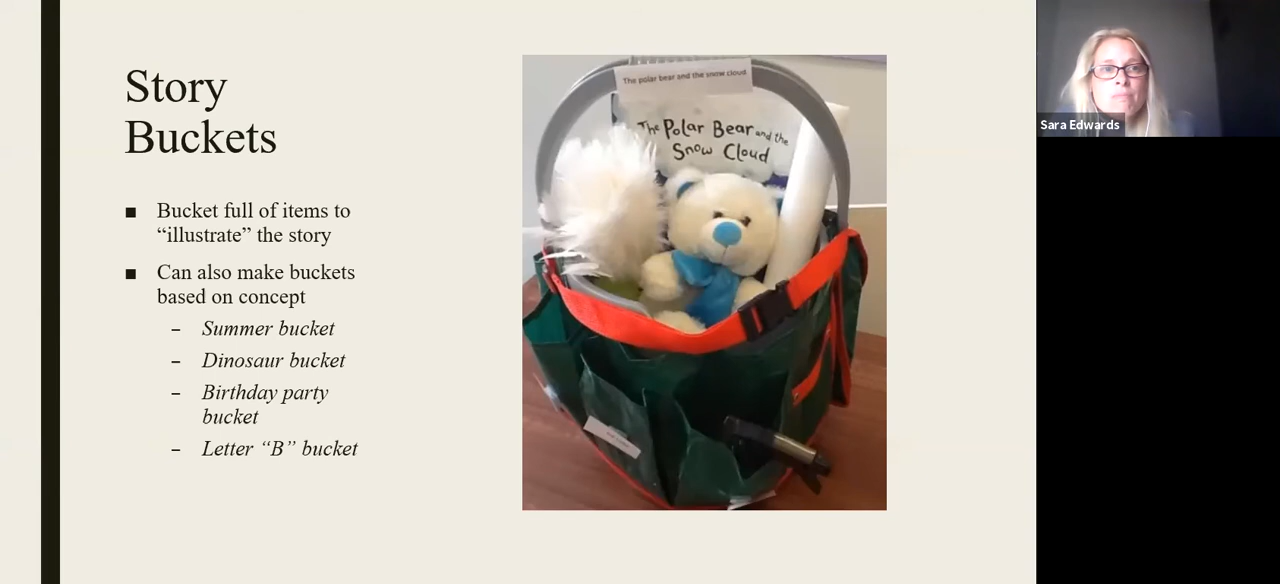 Story
Buckets
■ Bucket full of items to
“illustrate” the story
■ Can also make buckets
based on concept
– Summer bucket
– Dinosaur bucket
– Birthday party
bucket
– Letter “B” bucket
The polar bear and the snow cloud
The Polar Bear and the
Snow Cloud
Sara Edwards